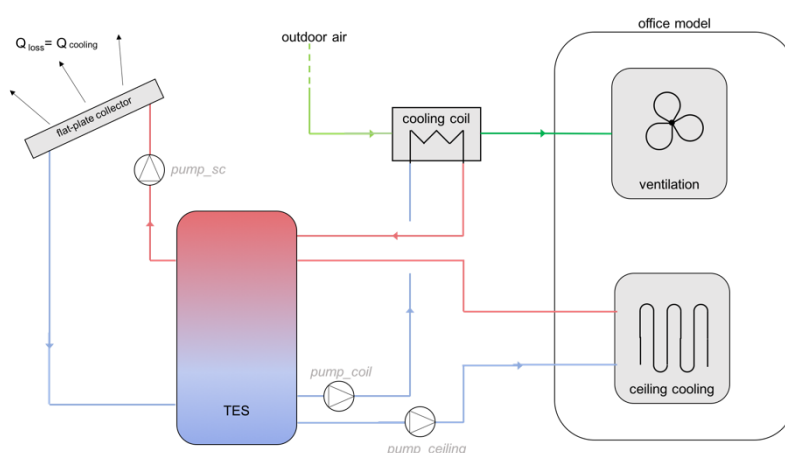 office model
outdoor air
Q loss= Q cooling
flat-plate collector
cooling coil
pump_sc
ventilation
pump_coil
ceiling cooling
TES
pump_ceiling